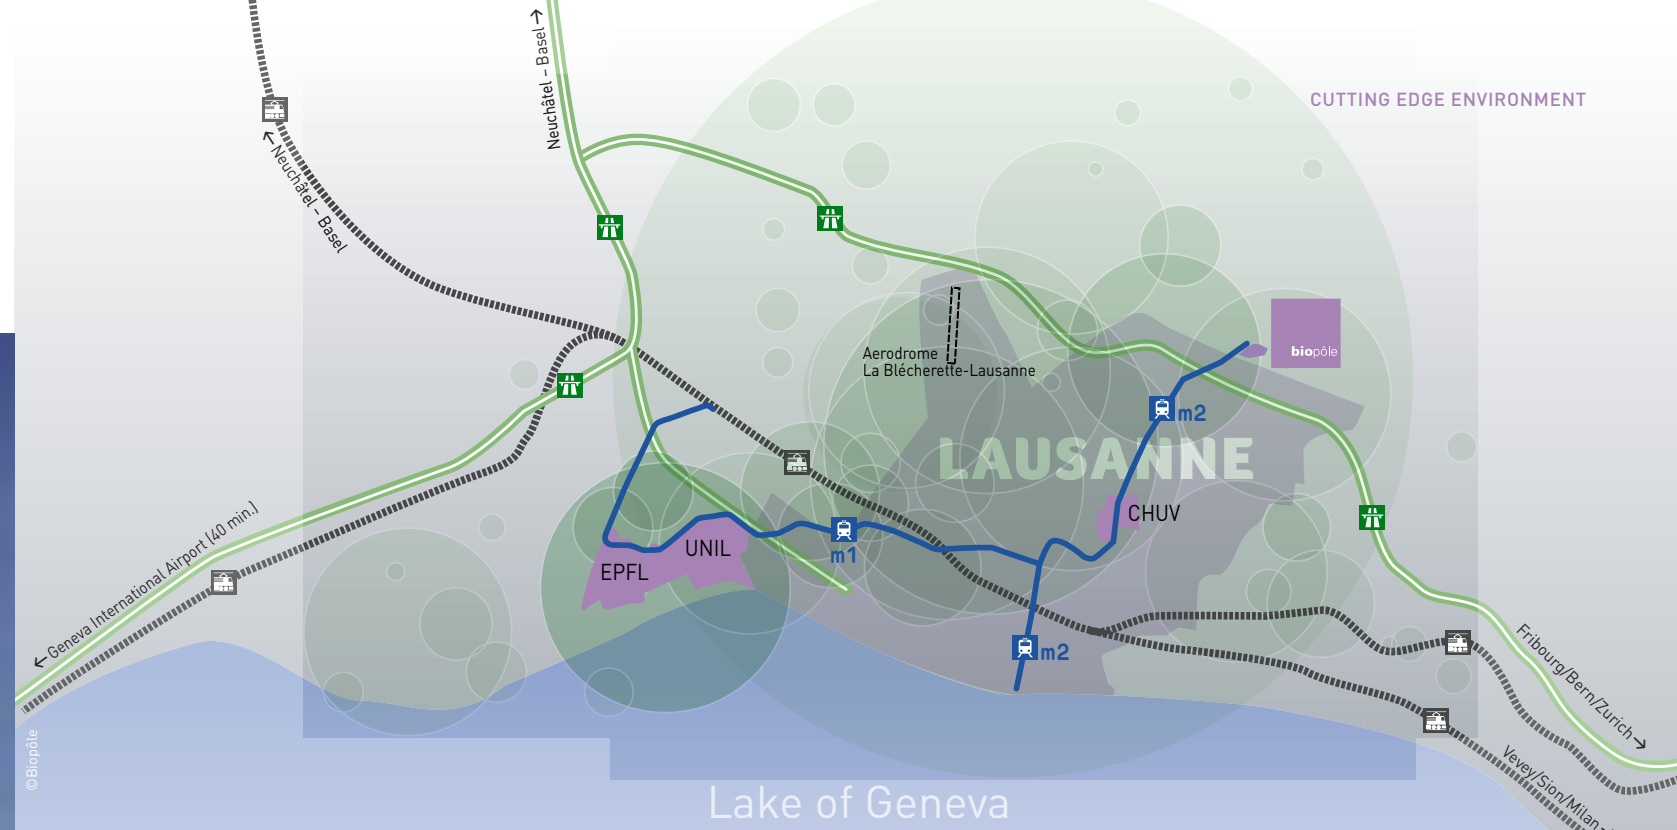 CUTTING EDGE ENVIRONMENT
Neuchâtel – Basel
Neuchâtel – Basel
biopôle
Aerodrome
La Blécherette-Lausanne
m2
LAUSANNE
CHUV
UNIL
EPFL
m1
m2
Geneva International Airport (40 min.)
Fribourg/Bern/Zurich
Vevey/Sion/Milan
©Biopôle
Lake of Geneva